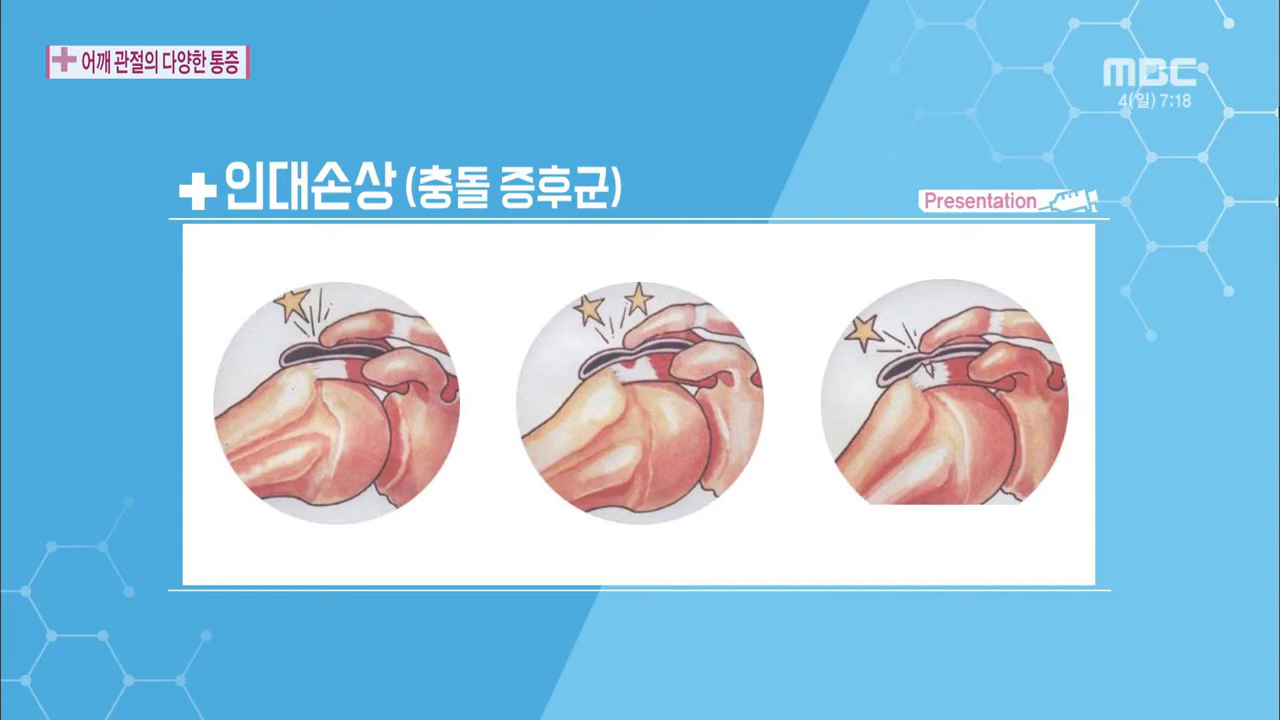 어깨 관절의 다양한 통증
MBC
4(일) 7:18
인대손상 (충돌 증후군)
Presentation